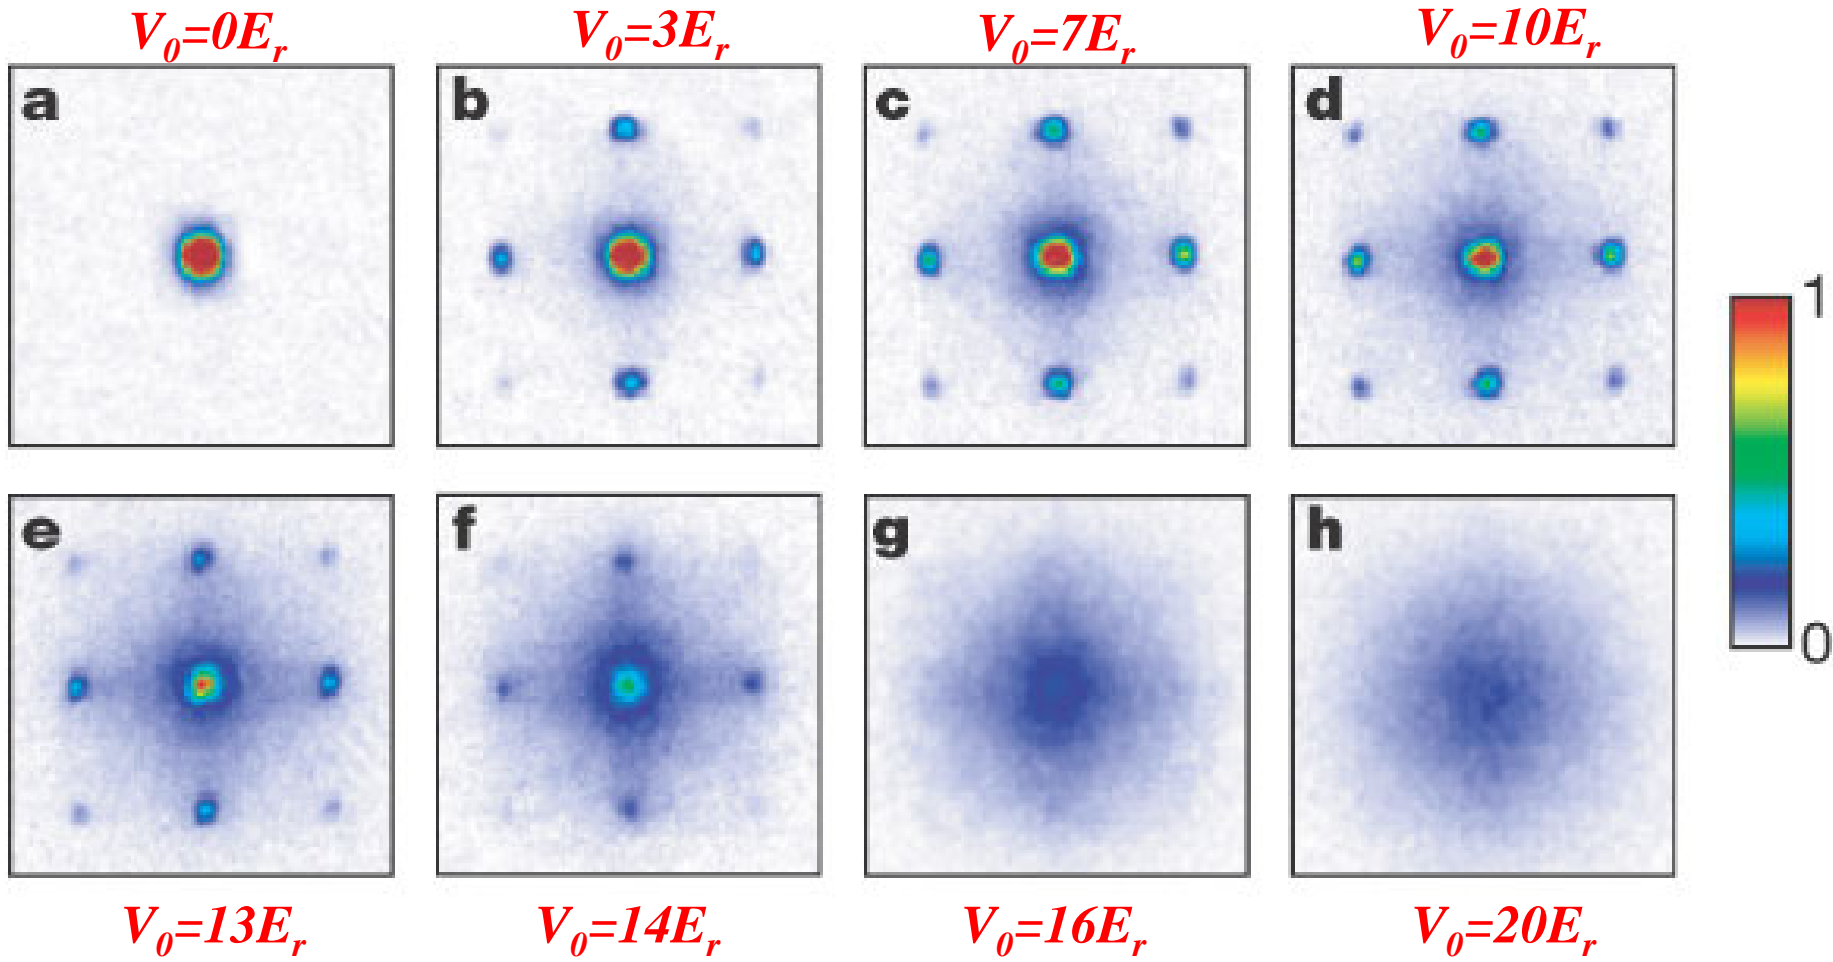 V₀=0Eᵣ V₀=3Eᵣ V₀=7Eᵣ V₀=10Eᵣ
a b c d
1
e f g h
0
V₀=13Eᵣ V₀=14Eᵣ V₀=16Eᵣ V₀=20Eᵣ